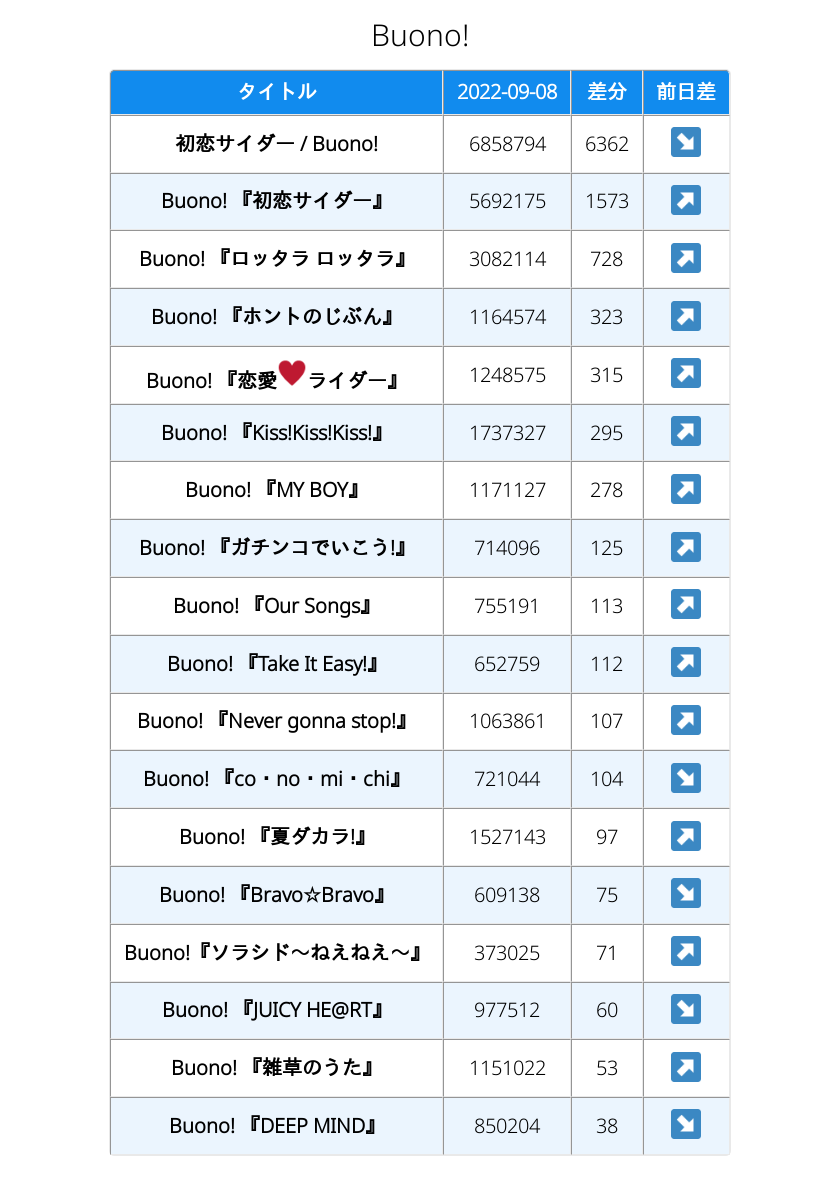 Buono!
タイトル 2022-09-08 差分 前日差
初恋サイダー / Buono! 6858794 6362 ↘
Buono! 『初恋サイダー』 5692175 1573 ↗
Buono! 『ロッタラ ロッタラ』 3082114 728 ↗
Buono! 『ホントのじぶん』 1164574 323 ↗
Buono! 『恋愛♥ライダー』 1248575 315 ↗
Buono! 『Kiss!Kiss!Kiss!』 1737327 295 ↗
Buono! 『MY BOY』 1171127 278 ↗
Buono! 『ガチンコでいこう!』 714096 125 ↗
Buono! 『Our Songs』 755191 113 ↗
Buono! 『Take It Easy!』 652759 112 ↗
Buono! 『Never gonna stop!』 1063861 107 ↗
Buono! 『co・no・mi・chi』 721044 104 ↘
Buono! 『夏ダカラ!』 1527143 97 ↗
Buono! 『Bravo☆Bravo』 609138 75 ↘
Buono!『ソラシド〜ねえねえ〜』 373025 71 ↗
Buono! 『JUICY HE@RT』 977512 60 ↘
Buono! 『雑草のうた』 1151022 53 ↗
Buono! 『DEEP MIND』 850204 38 ↘